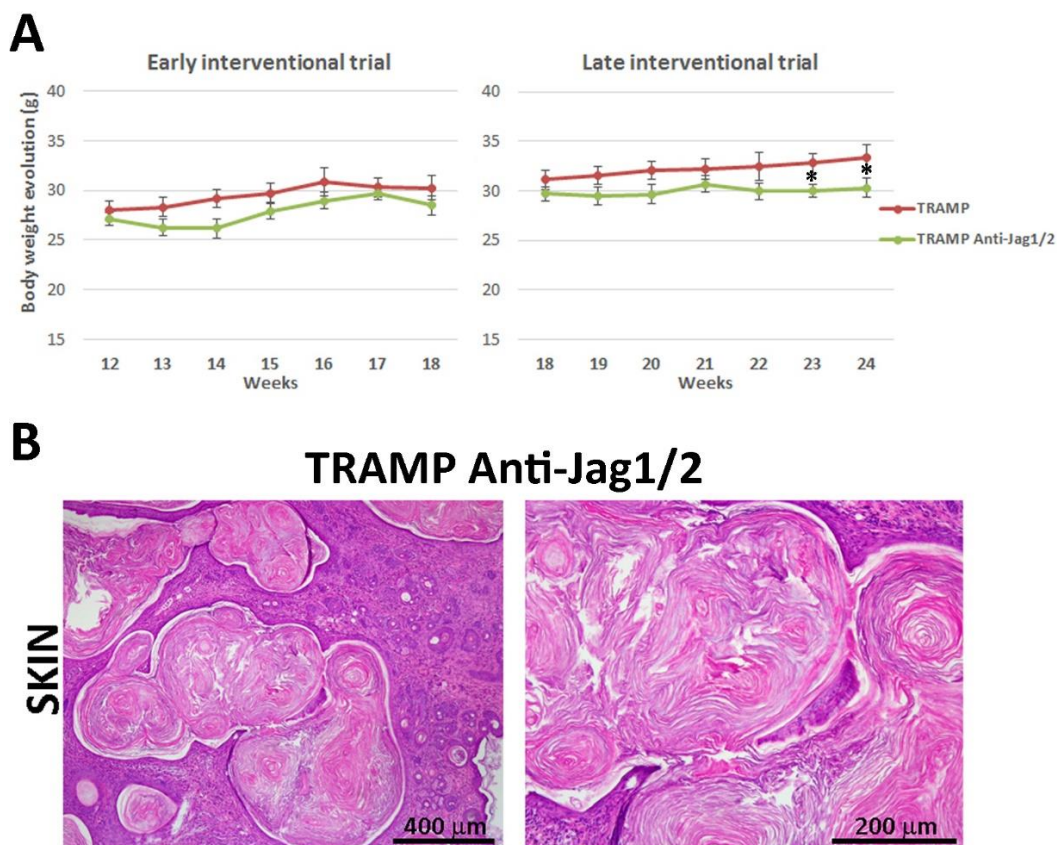 A
Early interventional trial
Late interventional trial
Body weight evolution (g)
40
35
30
25
20
15
12 13 14 15 16 17 18
Weeks
40
35
30
25
20
15
18 19 20 21 22 23 24
Weeks
*
*
TRAMP
TRAMP Anti-Jag1/2
B
TRAMP Anti-Jag1/2
SKIN
400 μm
200 μm